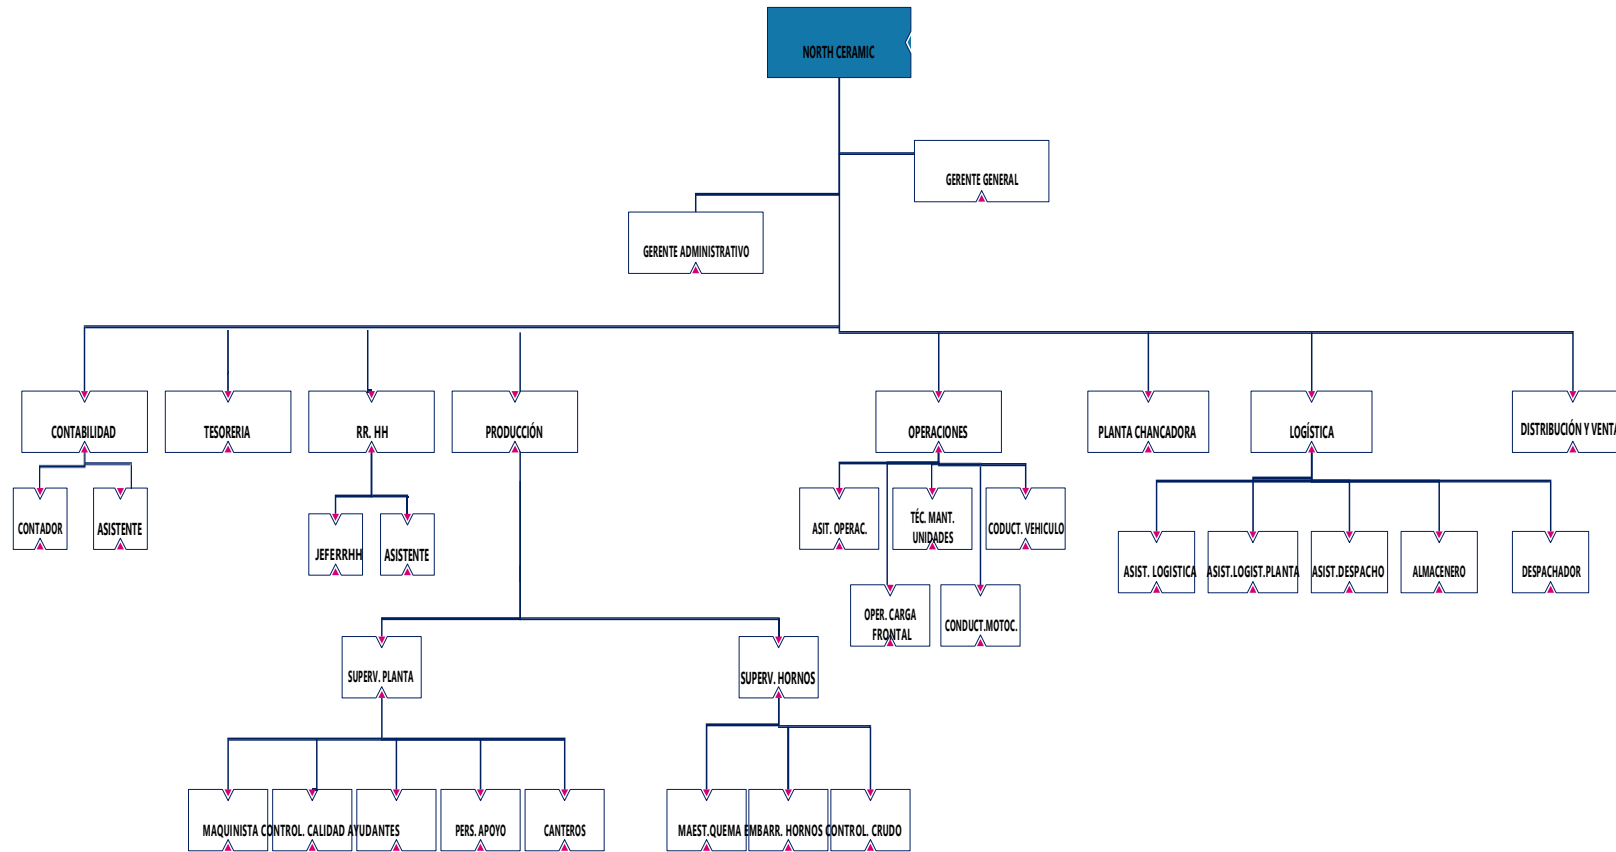 NORTH CERAMIC
GERENTE GENERAL
GERENTE ADMINISTRATIVO
CONTABILIDAD
TESORERIA
RR. HH
PRODUCCIÓN
OPERACIONES
PLANTA CHANCADORA
LOGÍSTICA
DISTRIBUCIÓN Y VENTA
CONTADOR
ASISTENTE
JEFERRHH
ASISTENTE
ASIT. OPERAC.
TÉC. MANT.
UNIDADES
CODUCT. VEHICULO
OPER. CARGA
FRONTAL
CONDUCT.MOTOC.
ASIST. LOGISTICA
ASIST.LOGIST.PLANTA
ASIST.DESPACHO
ALMACENERO
DESPACHADOR
SUPERV. PLANTA
SUPERV. HORNOS
MAQUINISTA
CONTROL. CALIDAD
AYUDANTES
PERS. APOYO
CANTEROS
MAEST.QUEMA
EMBARR. HORNOS
CONTROL. CRUDO